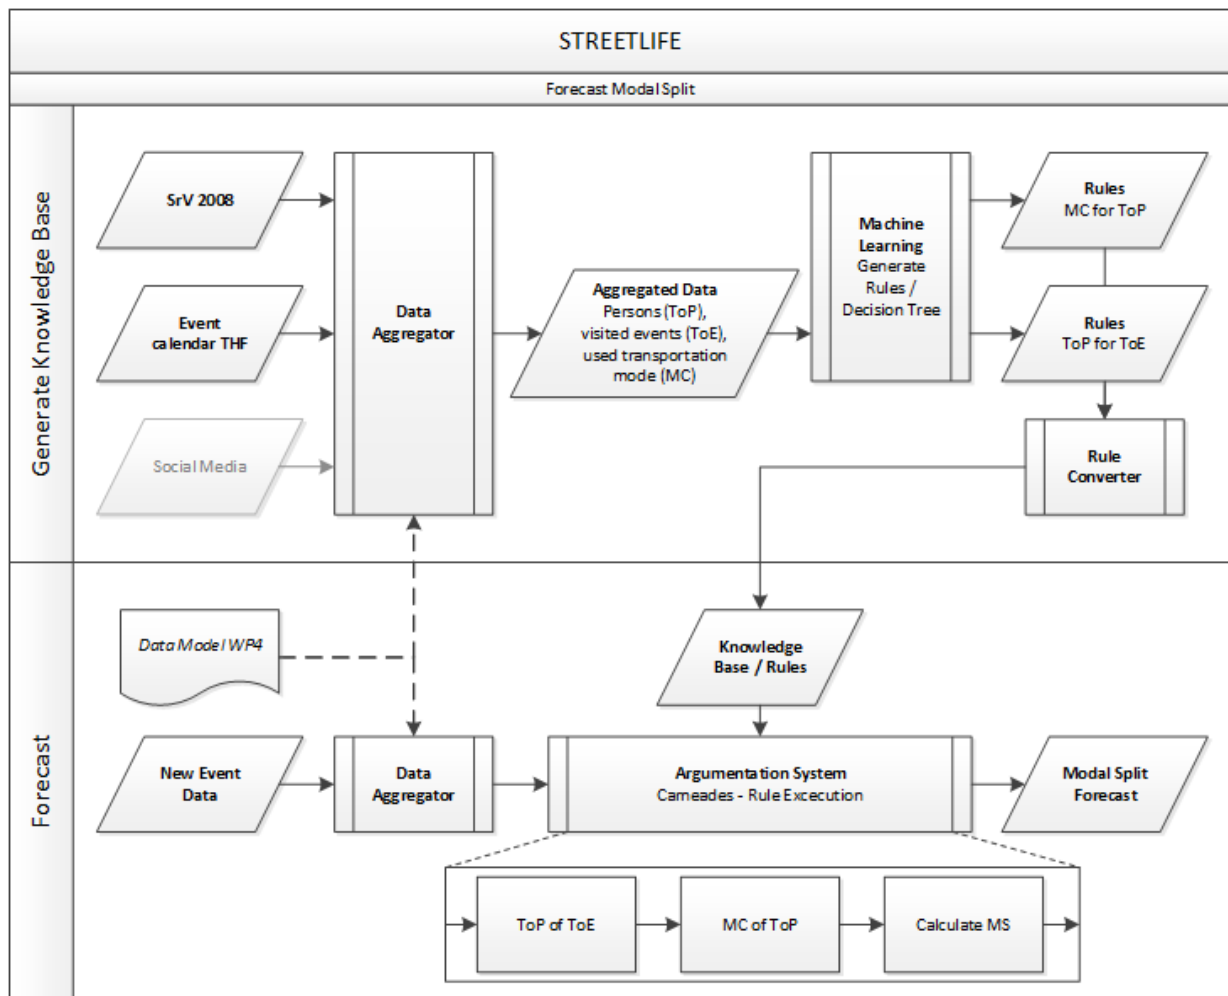 STREETLIFE
Forecast Modal Split
Generate Knowledge Base
SrV 2008
Event
calendar THF
Social Media
Data
Aggregator
Aggregated Data
Persons (ToP),
visited events (ToE),
used transportation
mode (MC)
Machine
Learning
Generate
Rules /
Decision Tree
Rules
MC for ToP
Rules
ToP for ToE
Rule
Converter
Forecast
Data Model WP4
Knowledge
Base / Rules
New Event
Data
Data
Aggregator
Argumentation System
Carneades - Rule Excecution
Modal Split
Forecast
ToP of ToE
MC of ToP
Calculate MS